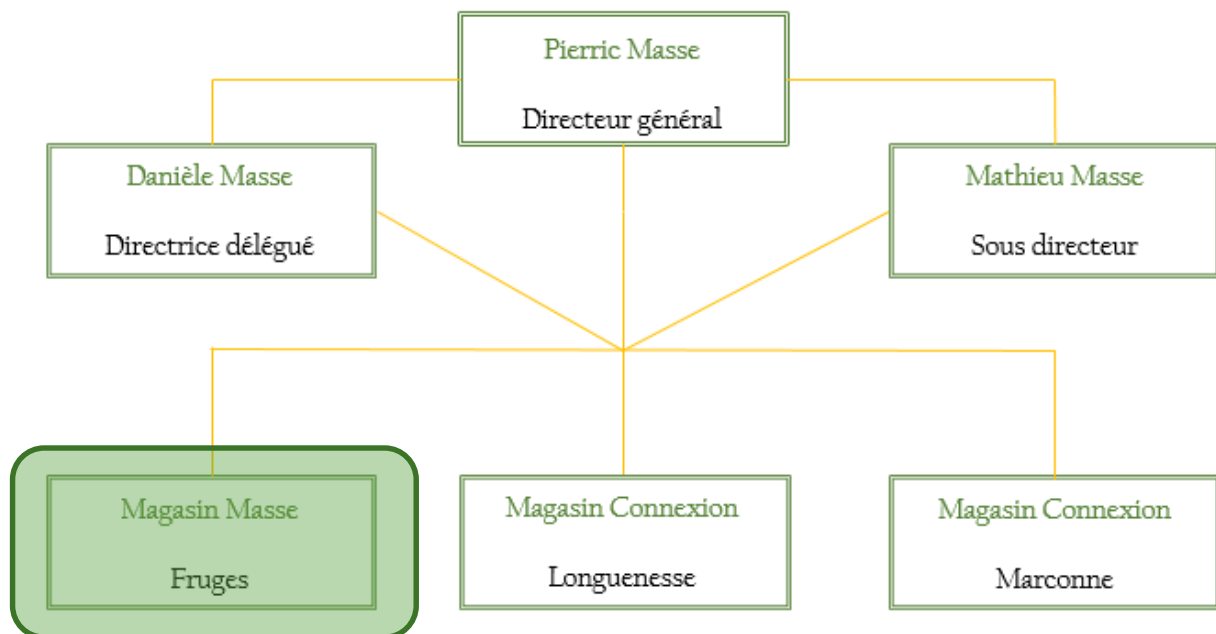 Pierric Masse
Directeur général
Danièle Masse
Directrice délégué
Mathieu Masse
Sous directeur
Magasin Masse
Fruges
Magasin Connexion
Longuenesse
Magasin Connexion
Marconne